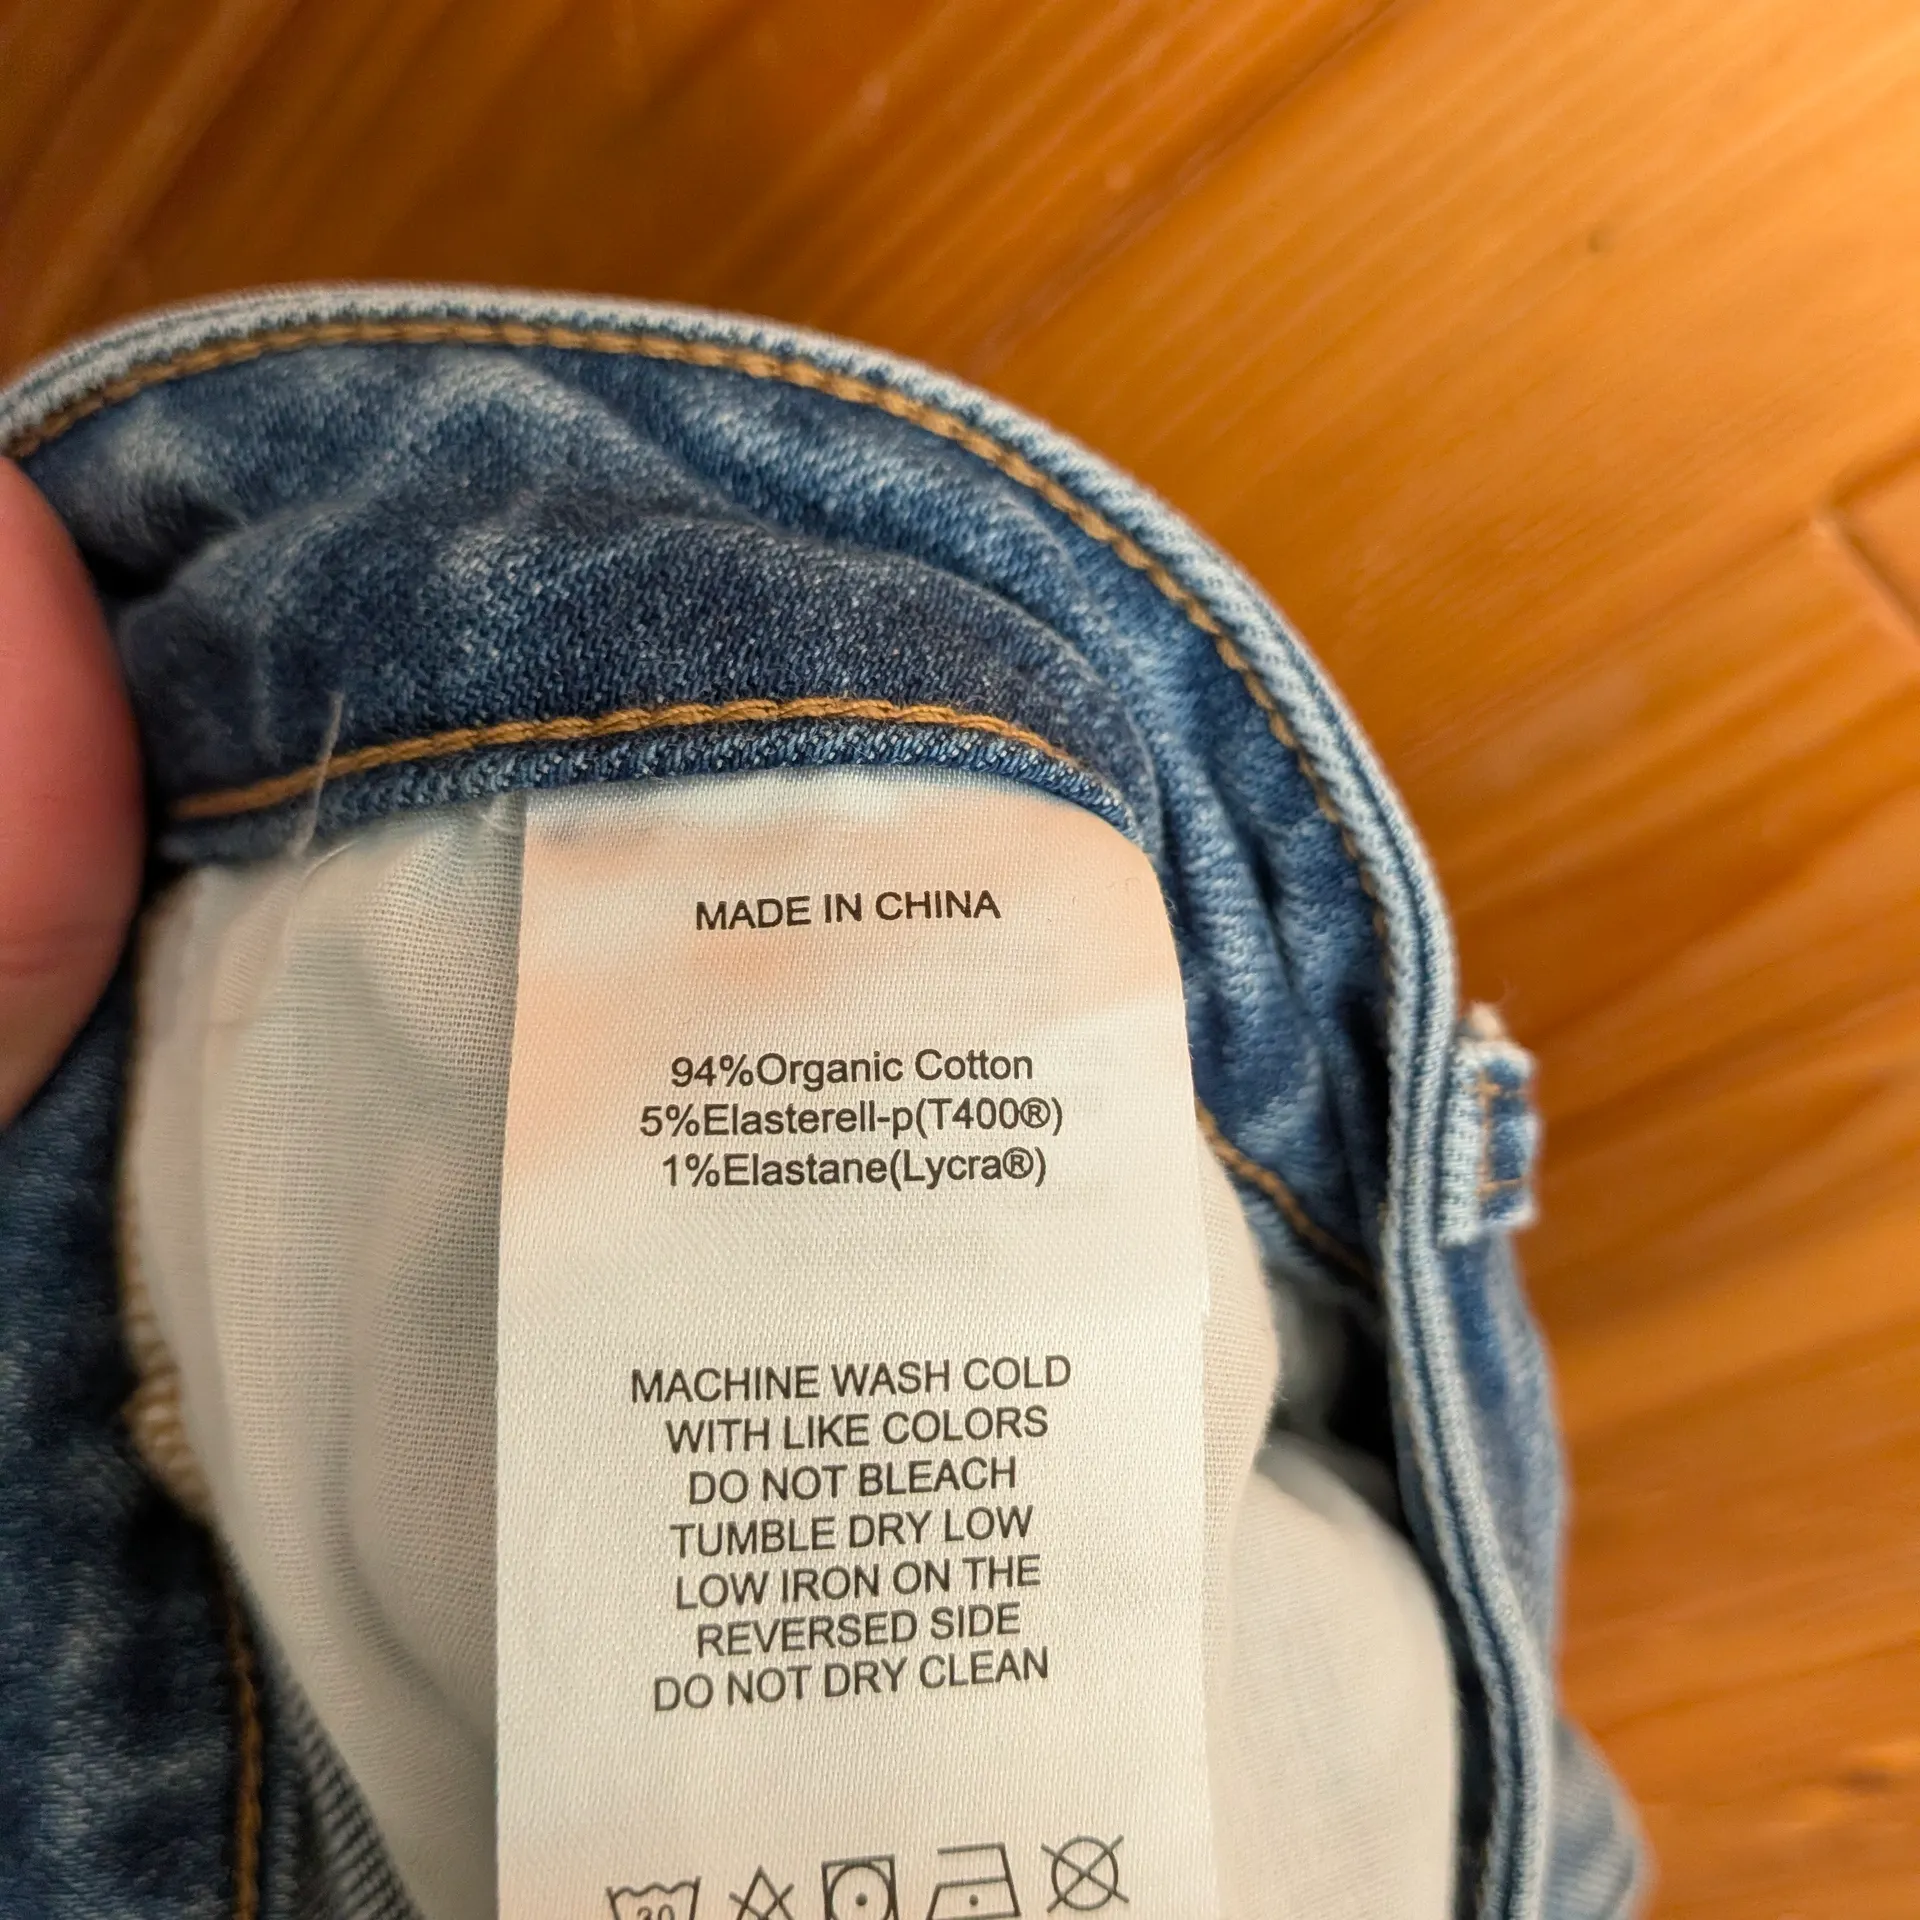 MADE IN CHINA
94%Organic Cotton
5%Elasterell-p(T400®)
1%Elastane(Lycra®)
MACHINE WASH COLD
WITH LIKE COLORS
DO NOT BLEACH
TUMBLE DRY LOW
LOW IRON ON THE
REVERSED SIDE
DO NOT DRY CLEAN
30